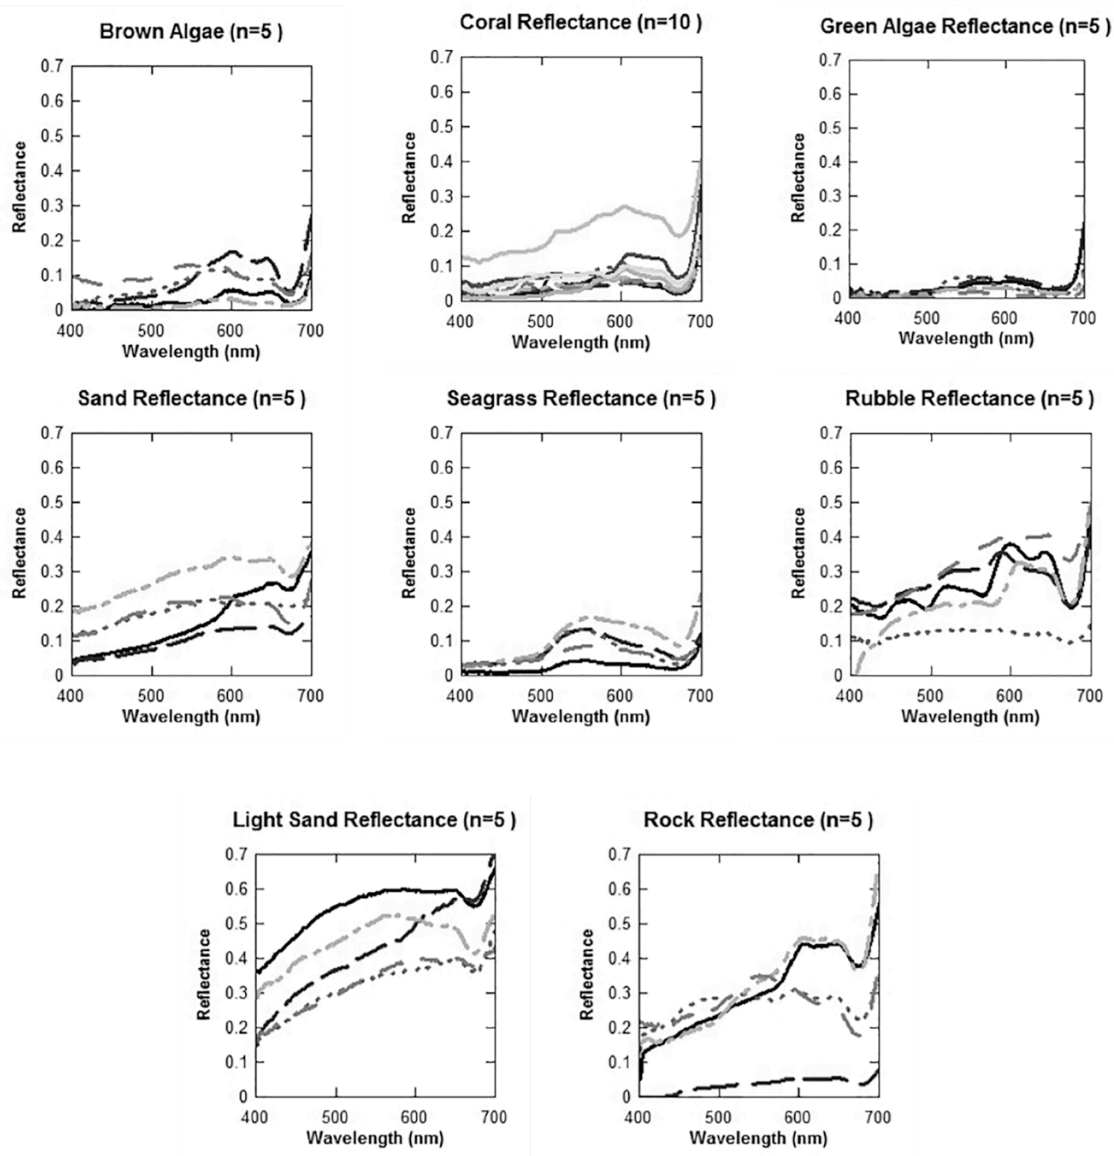 Brown Algae (n=5 )
0.7
0.6
0.5
0.4
0.3
0.2
0.1
0
Reflectance
400 500 600 700
Wavelength (nm)
Coral Reflectance (n=10 )
0.7
0.6
0.5
0.4
0.3
0.2
0.1
0
Reflectance
400 500 600 700
Wavelength (nm)
Green Algae Reflectance (n=5 )
0.7
0.6
0.5
0.4
0.3
0.2
0.1
0
Reflectance
400 500 600 700
Wavelength (nm)
Sand Reflectance (n=5 )
0.7
0.6
0.5
0.4
0.3
0.2
0.1
0
Reflectance
400 500 600 700
Wavelength (nm)
Seagrass Reflectance (n=5 )
0.7
0.6
0.5
0.4
0.3
0.2
0.1
0
Reflectance
400 500 600 700
Wavelength (nm)
Rubble Reflectance (n=5 )
0.7
0.6
0.5
0.4
0.3
0.2
0.1
0
Reflectance
400 500 600 700
Wavelength (nm)
Light Sand Reflectance (n=5 )
0.7
0.6
0.5
0.4
0.3
0.2
0.1
0
Reflectance
400 500 600 700
Wavelength (nm)
Rock Reflectance (n=5 )
0.7
0.6
0.5
0.4
0.3
0.2
0.1
0
Reflectance
400 500 600 700
Wavelength (nm)